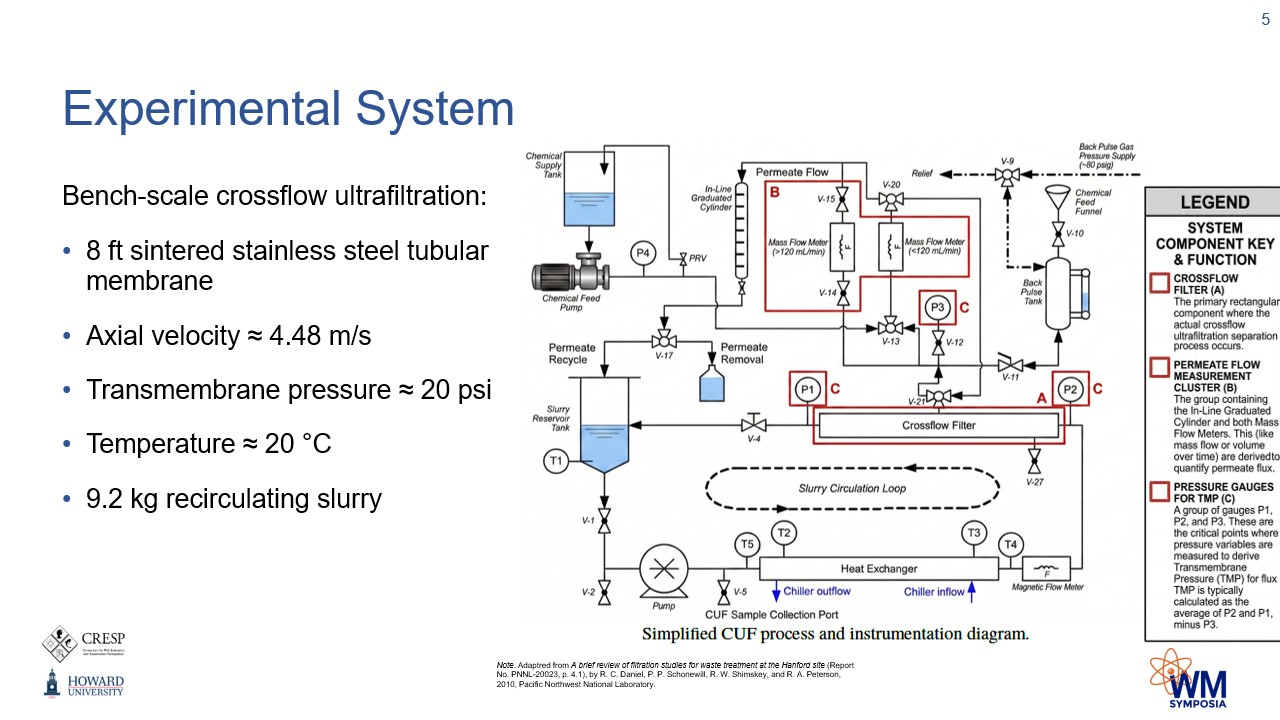 5
Experimental System
Bench-scale crossflow ultrafiltration:
• 8 ft sintered stainless steel tubular
membrane
• Axial velocity ≈ 4.48 m/s
• Transmembrane pressure ≈ 20 psi
• Temperature ≈ 20 °C
• 9.2 kg recirculating slurry
Chemical
Supply
Tank
Chemical Feed
Pump
P4
PRV
In-Line
Graduated
Cylinder
Permeate Flow
B
V-15
V-20
Mass Flow Meter
(>120 mL/min)
F
F
Mass Flow Meter
(<120 mL/min)
V-14
Relief
V-9
Back Pulse Gas
Pressure Supply
(~80 psig)
Chemical
Feed
Funnel
V-10
Back
Pulse
Tank
P3
C
V-13
V-12
V-11
V-17
Permeate
Recycle
Permeate
Removal
P1
C
V-21
A
P2
C
Slurry
Reservoir
Tank
V-4
Crossflow Filter
T1
V-27
Slurry Circulation Loop
V-1
T5
T2
T3
T4
Heat Exchanger
F
Magnetic Flow Meter
V-2
Pump
V-5
Chiller outflow
Chiller inflow
CUF Sample Collection Port
Simplified CUF process and instrumentation diagram.
LEGEND
SYSTEM
COMPONENT KEY
& FUNCTION
CROSSFLOW
FILTER (A)
The primary rectangular
component where the
actual crossflow
ultrafiltration separation
process occurs.
PERMEATE FLOW
MEASUREMENT
CLUSTER (B)
The group containing
the In-Line Graduated
Cylinder and both Mass
Flow Meters. This (like
mass flow or volume
over time) are derivedto
quantify permeate flux.
PRESSURE GAUGES
FOR TMP (C)
A group of gauges P1,
P2, and P3. These are
the critical points where
pressure variables are
measured to derive
Transmembrane
Pressure (TMP) for flux
TMP is typically
calculated as the
average of P2 and P1,
minus P3.
Note. Adaptred from A brief review of filtration studies for waste treatment at the Hanford site (Report
No. PNNL-20023, p. 4.1), by R. C. Daniel, P. P. Schonewill, R. W. Shimskey, and R. A. Peterson,
2010, Pacific Northwest National Laboratory.
CRESP
HOWARD
UNIVERSITY
WM
SYMPOSIA